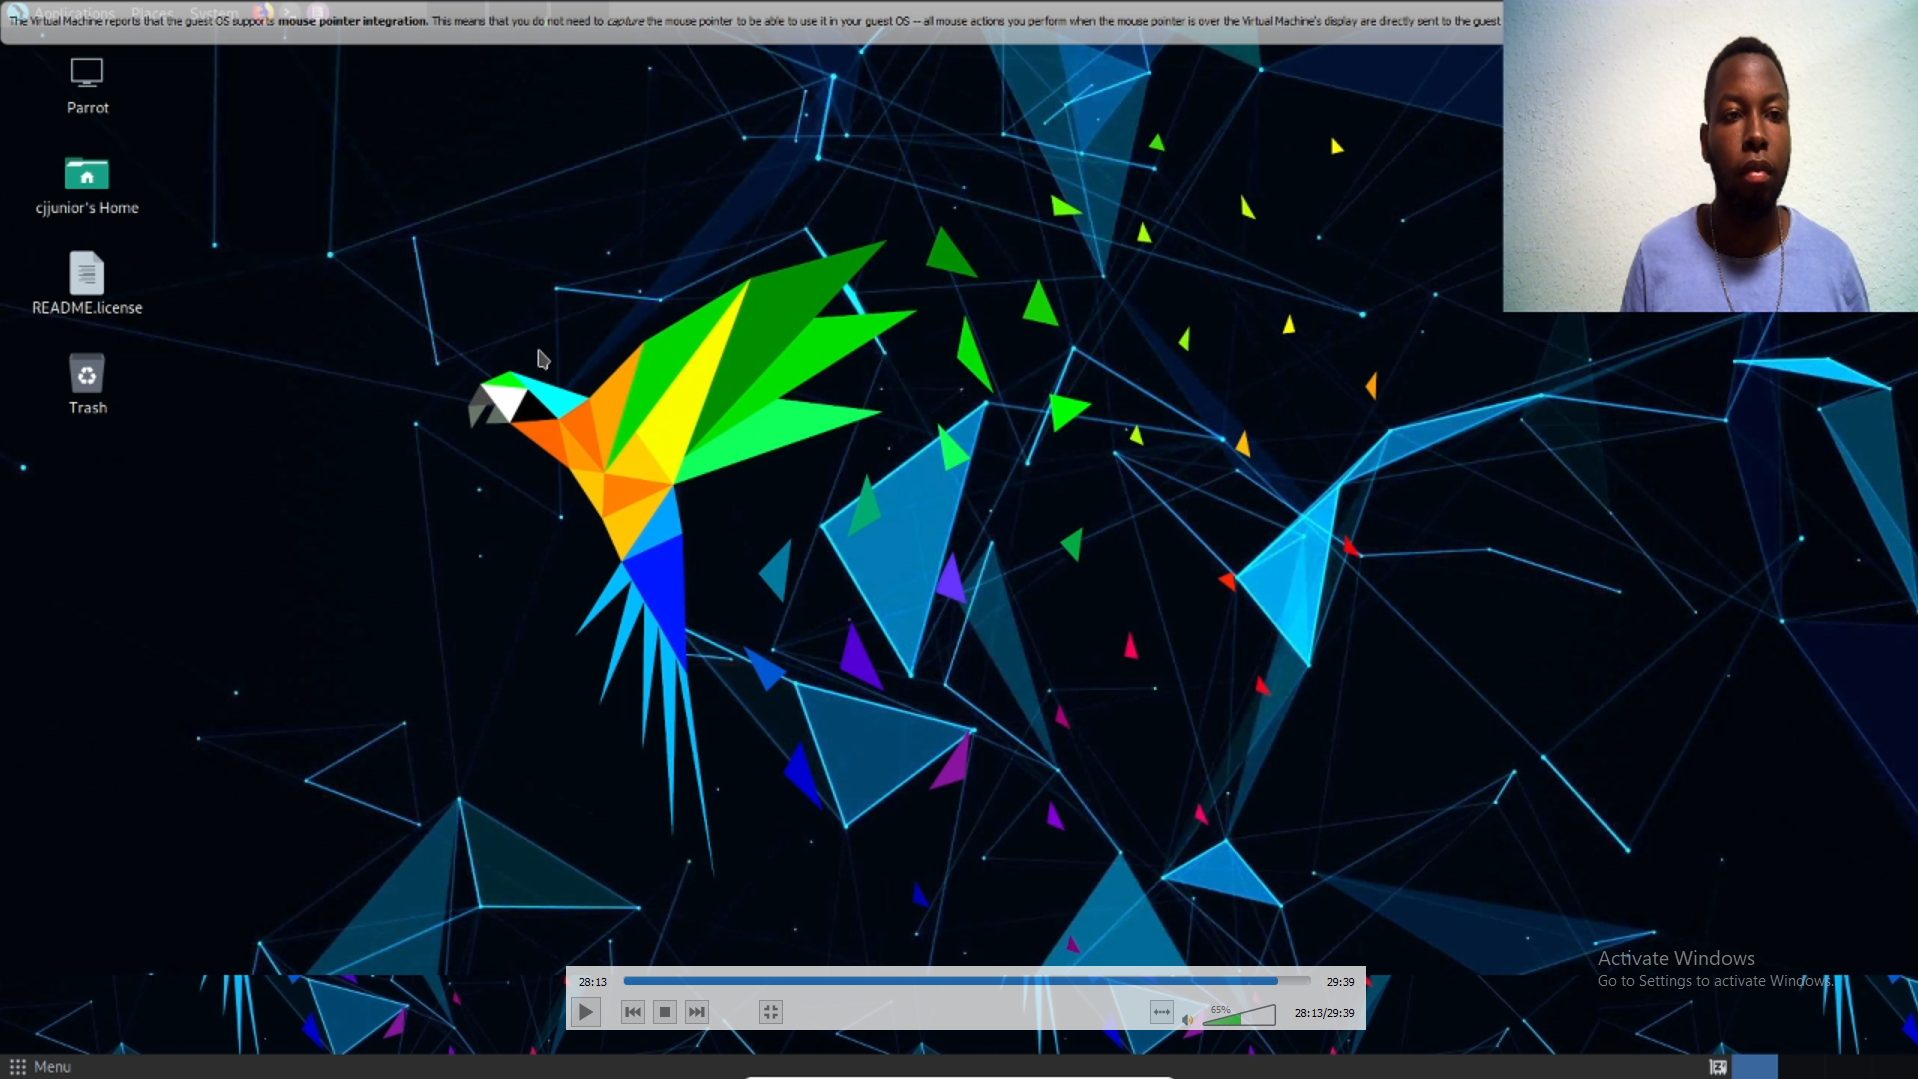 The Virtual Machine reports that the guest OS supports mouse pointer integration. This means that you do not need to capture the mouse pointer to be able to use it in your guest OS -- all mouse actions you perform when the mouse pointer is over the Virtual Machine's display are directly sent to the guest
Applications Places System
Parrot
cjjunior's Home
README.license
Trash
Activate Windows
Go to Settings to activate Windows.
28:13
29:39
65%
28:13/29:39
Menu